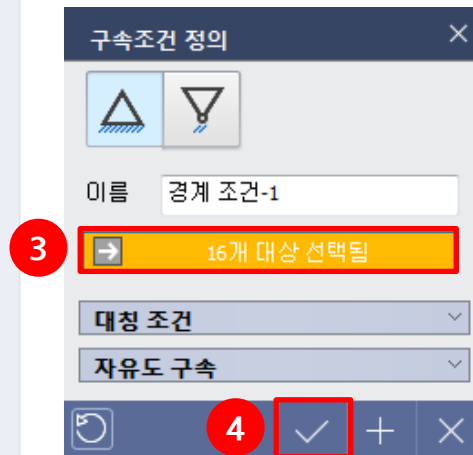 구속조건 정의
이름 경계 조건-1
3 16개 대상 선택됨
대칭 조건
자유도 구속
4